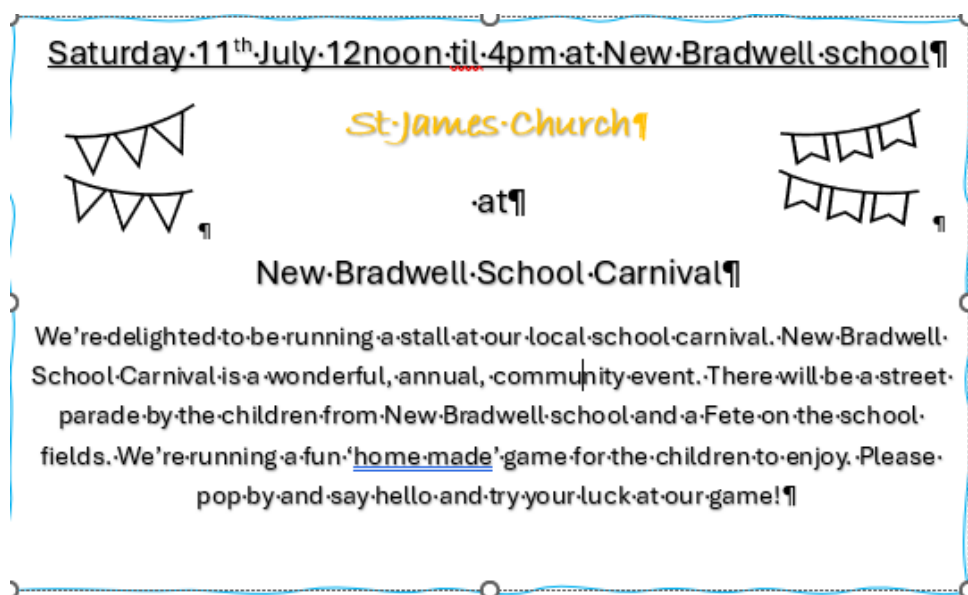 Saturday 11th July 12noon til 4pm at New Bradwell school
St James Church
at
New Bradwell School Carnival
We’re delighted to be running a stall at our local school carnival. New Bradwell
School Carnival is a wonderful, annual, community event. There will be a street
parade by the children from New Bradwell school and a Fete on the school
fields. We’re running a fun ‘home made’ game for the children to enjoy. Please
pop by and say hello and try your luck at our game!